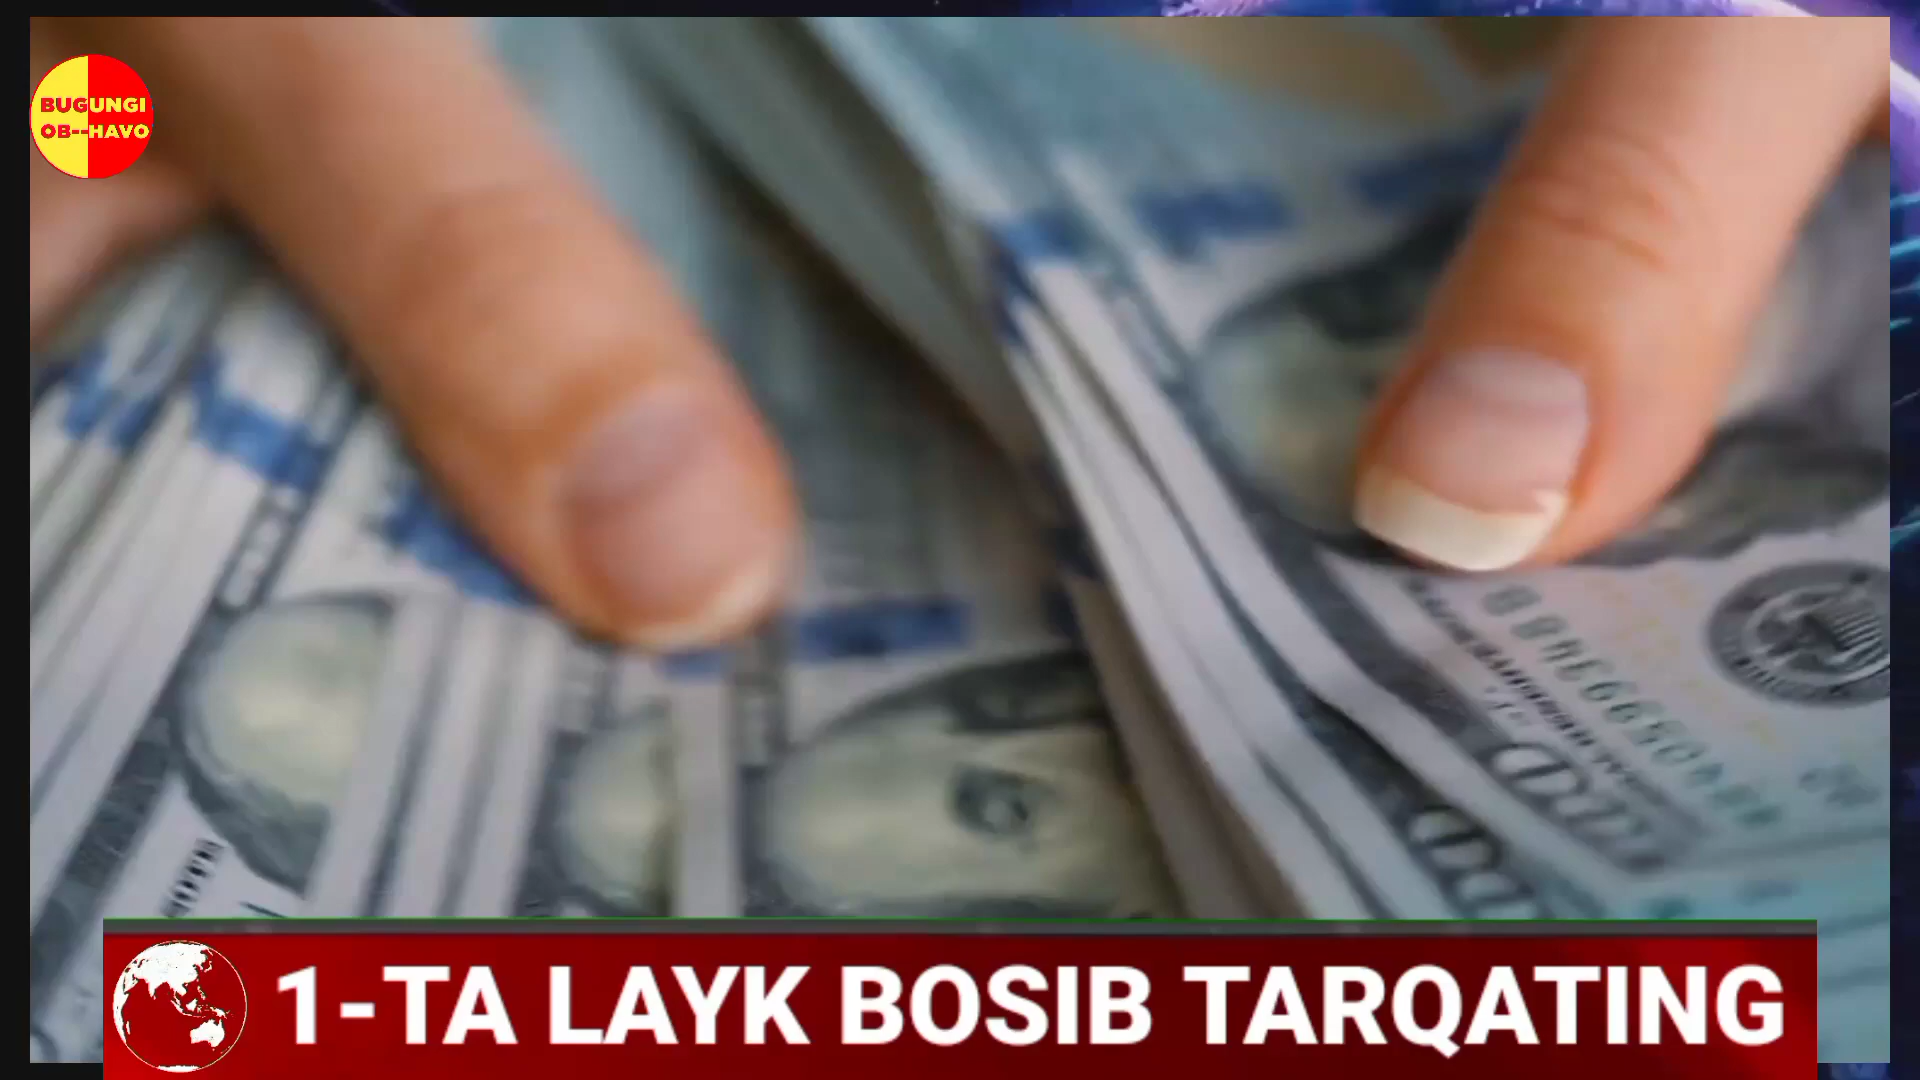 BUGUNGI
OB--HAVO
1-TA LAYK BOSIB TARQATING